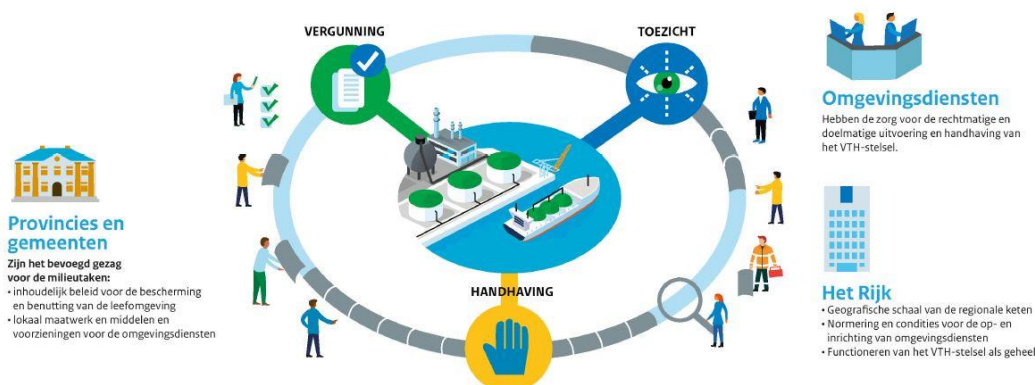 VERGUNNING
TOEZICHT
HANDHAVING
Provincies en
gemeenten
Zijn het bevoegd gezag
voor de milieutaken:
• inhoudelijk beleid voor de bescherming
en benutting van de leefomgeving
• lokaal maatwerk en middelen en
voorzieningen voor de omgevingsdiensten
Omgevingsdiensten
Hebben de zorg voor de rechtmatige en
doelmatige uitvoering en handhaving van
het VTH-stelsel.
Het Rijk
• Geografische schaal van de regionale keten
• Normering en condities voor de op- en
inrichting van omgevingsdiensten
• Functioneren van het VTH-stelsel als geheel